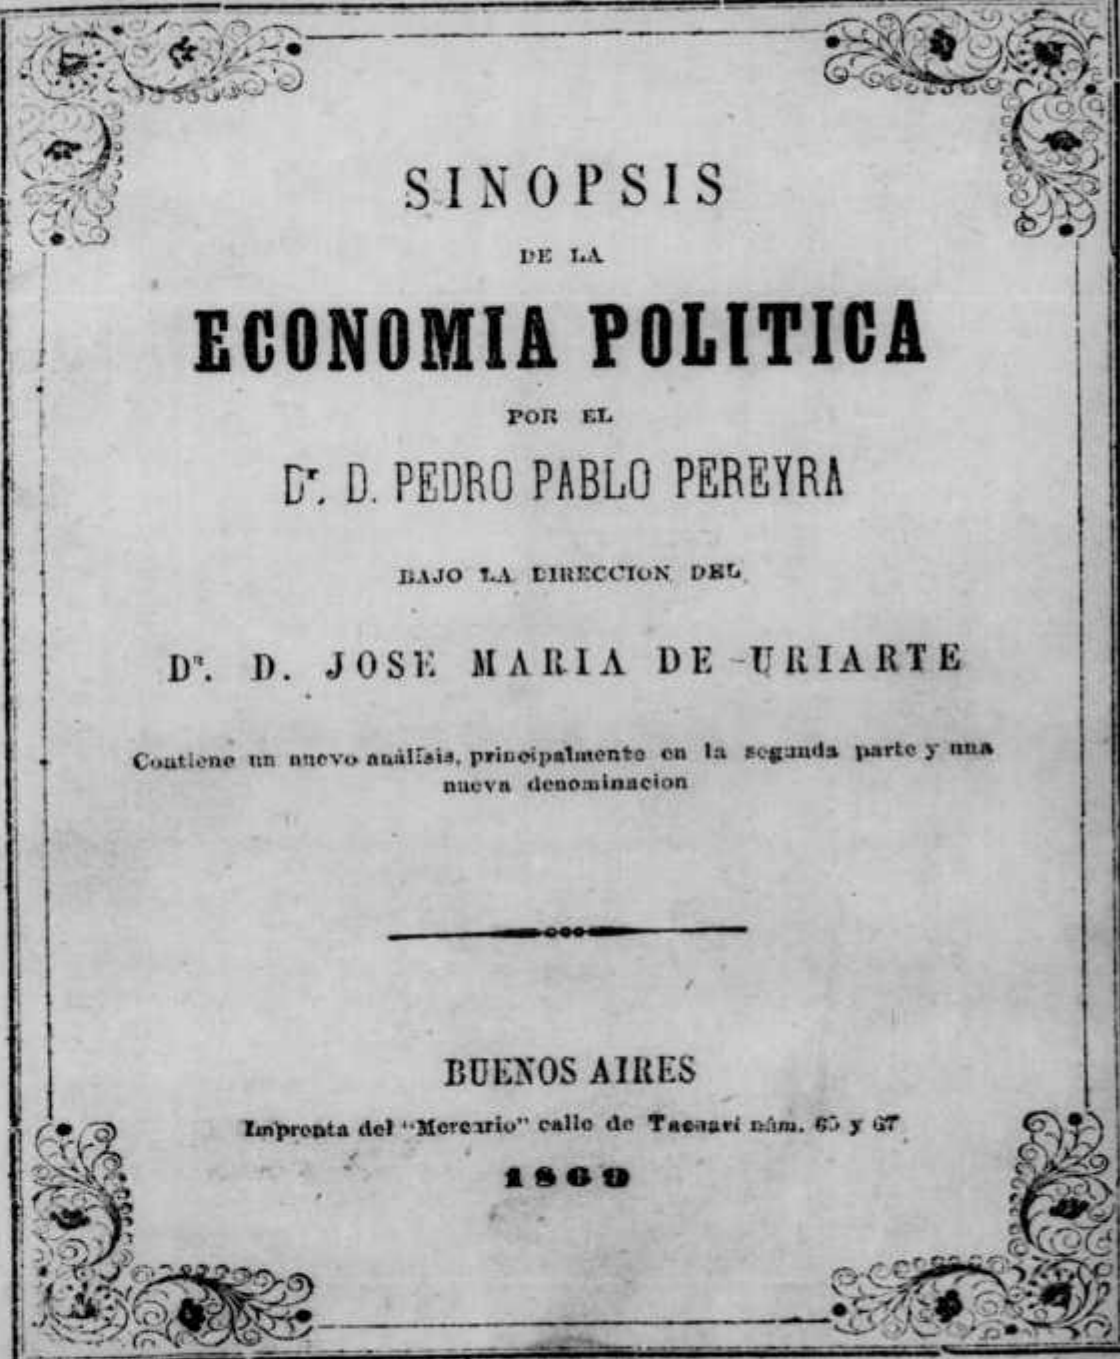 SINOPSIS
DE LA
ECONOMIA POLITICA
POR EL
Dr. D. PEDRO PABLO PEREYRA
BAJO LA DIRECCION DEL
Dr. D. JOSE MARIA DE URIARTE
Contiene un nuevo análisis, principalmente en la segunda parte y una
nueva denominacion
BUENOS AIRES
Imprenta del "Mercurio" calle de Tacuarí núm. 65 y 67
1869